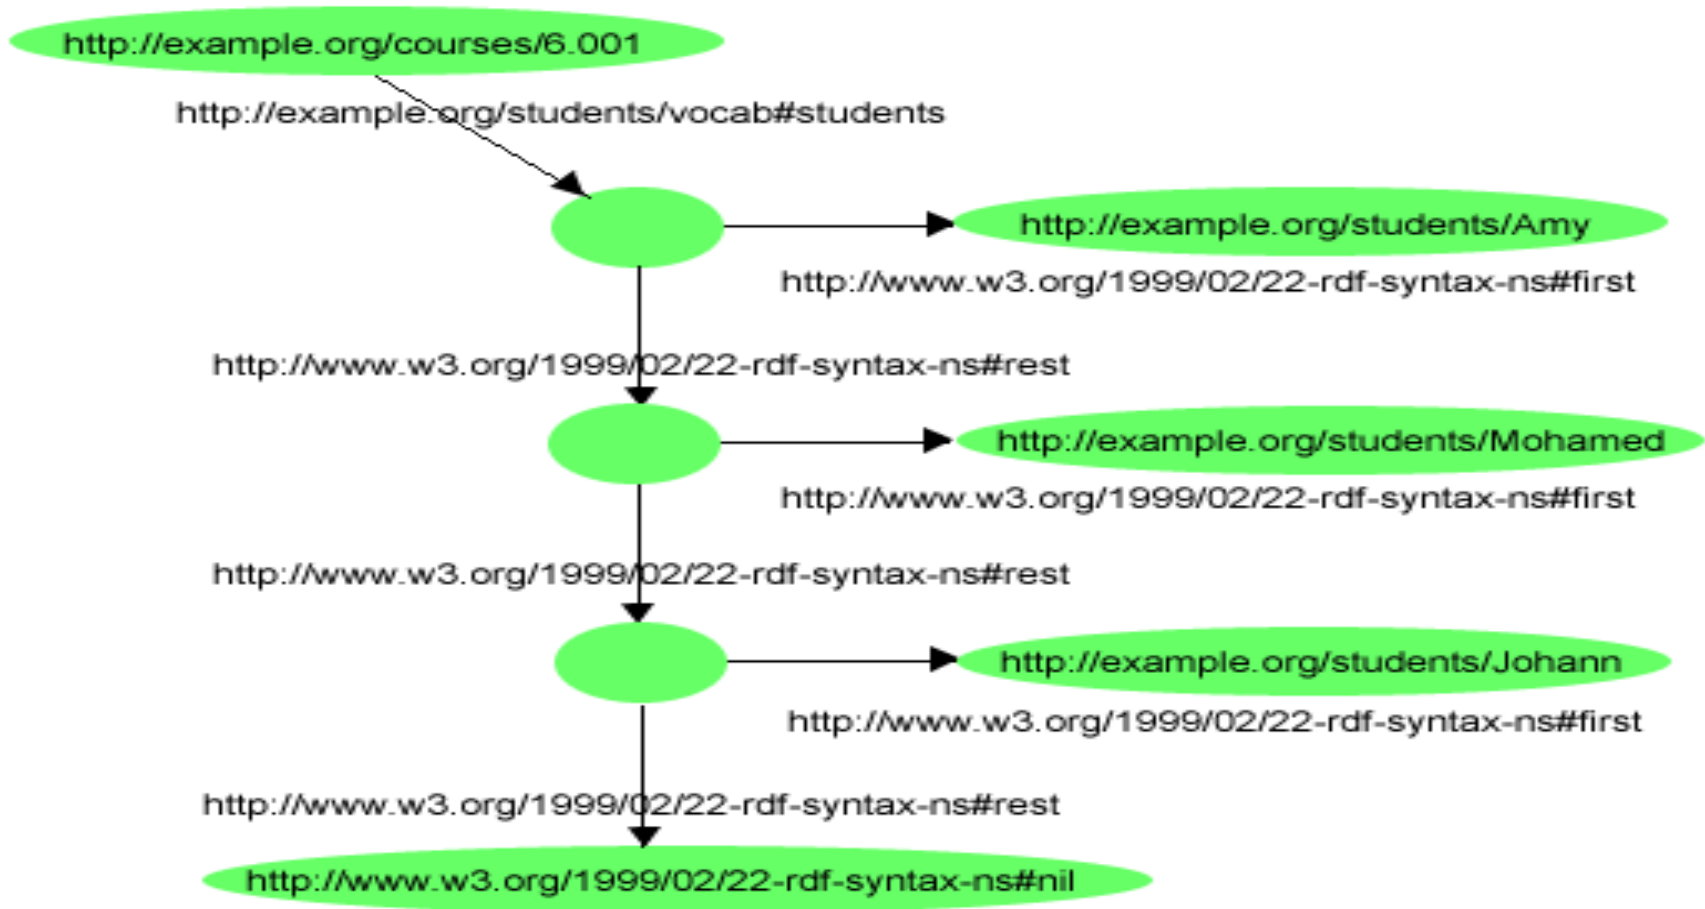 http://example.org/courses/6.001
http://example.org/students/vocab#students
http://example.org/students/Amy
http://www.w3.org/1999/02/22-rdf-syntax-ns#first
http://www.w3.org/1999/02/22-rdf-syntax-ns#rest
http://example.org/students/Mohamed
http://www.w3.org/1999/02/22-rdf-syntax-ns#first
http://www.w3.org/1999/02/22-rdf-syntax-ns#rest
http://example.org/students/Johann
http://www.w3.org/1999/02/22-rdf-syntax-ns#first
http://www.w3.org/1999/02/22-rdf-syntax-ns#rest
http://www.w3.org/1999/02/22-rdf-syntax-ns#nil